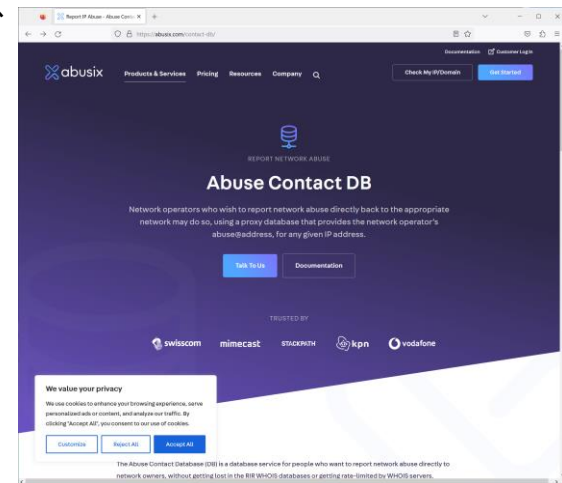 Report IP Abuse - Abuse Conta
https://abusix.com/contact-db/
Documentation Customer Login
abusix Products & Services Pricing Resources Company Check My IP/Domain Get Started
REPORT NETWORK ABUSE
Abuse Contact DB
Network operators who wish to report network abuse directly back to the appropriate
network may do so, using a proxy database that provides the network operator's
abuse@address, for any given IP address.
Talk To Us Documentation
TRUSTED BY
swisscom mimecast STACKPATH kpn vodafone
We value your privacy
We use cookies to enhance your browsing experience, serve
personalized ads or content, and analyze our traffic. By
clicking "Accept All", you consent to our use of cookies.
Customize Reject All Accept All
The Abuse Contact Database (DB) is a database service for people who want to report network abuse directly to
network owners, without getting lost in the RIR WHOIS databases or getting rate-limited by WHOIS servers.